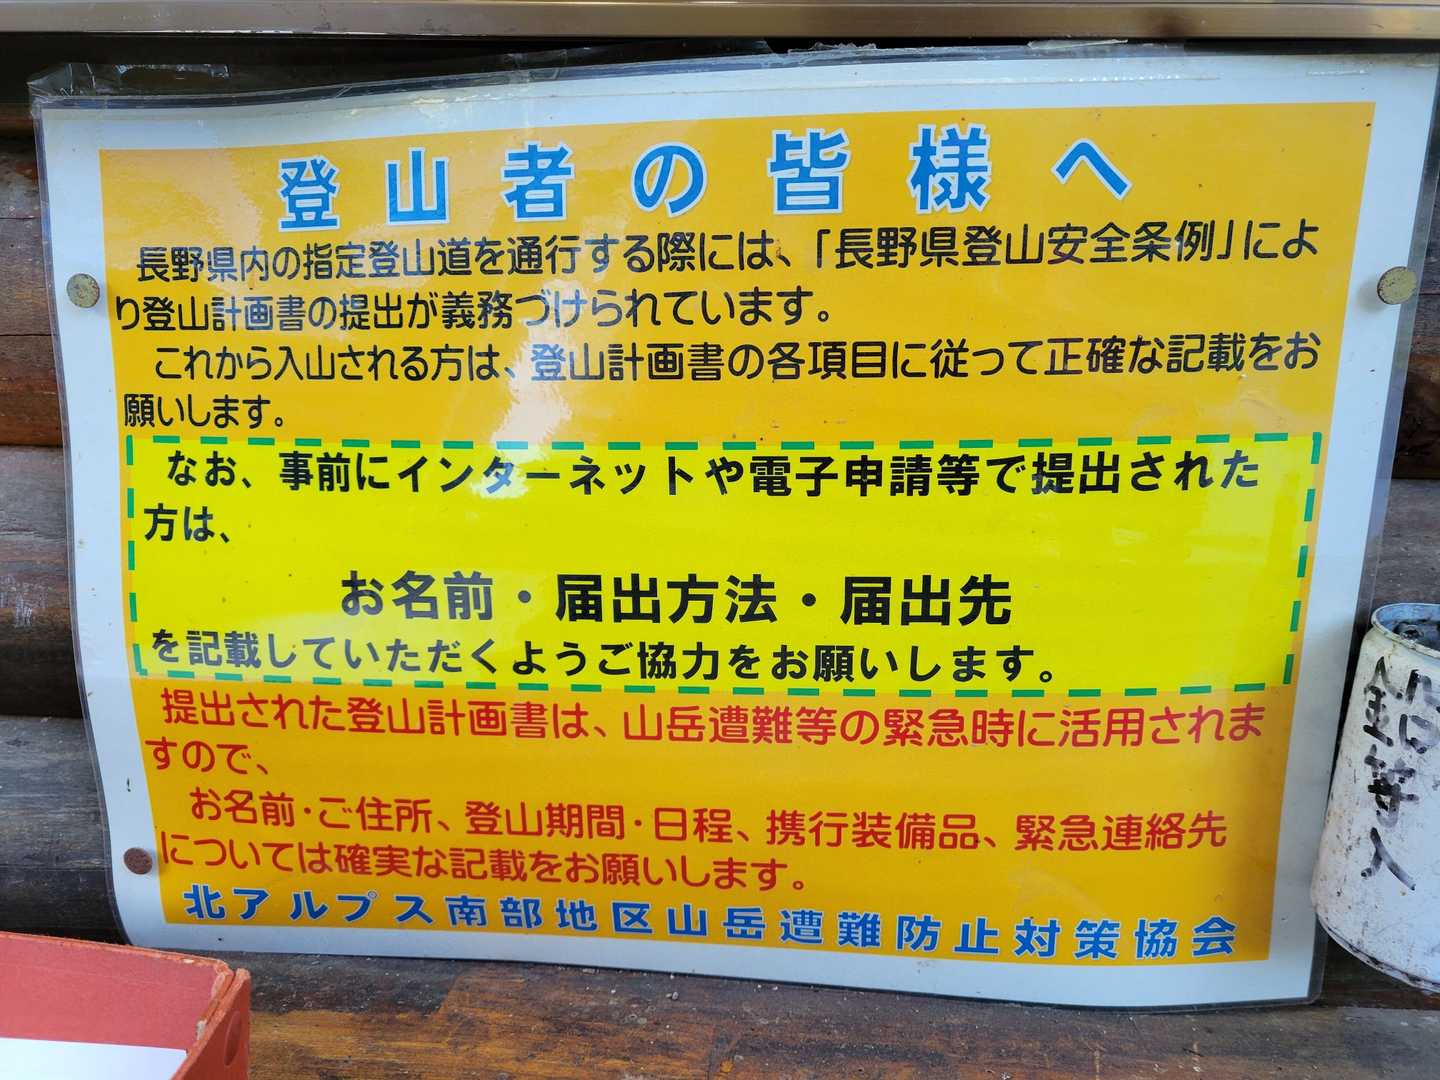 登山者の皆様へ
長野県内の指定登山道を通行する際には、「長野県登山安全条例」によ
り登山計画書の提出が義務づけられています。
これから入山される方は、登山計画書の各項目に従って正確な記載をお
願いします。
なお、事前にインターネットや電子申請等で提出された
方は、
お名前・届出方法・届出先
を記載していただくようご協力をお願いします。
提出された登山計画書は、山岳遭難等の緊急時に活用されま
すので、
お名前・ご住所、登山期間・日程、携行装備品、緊急連絡先
については確実な記載をお願いします。
北アルプス南部地区山岳遭難防止対策協会
鉛筆入